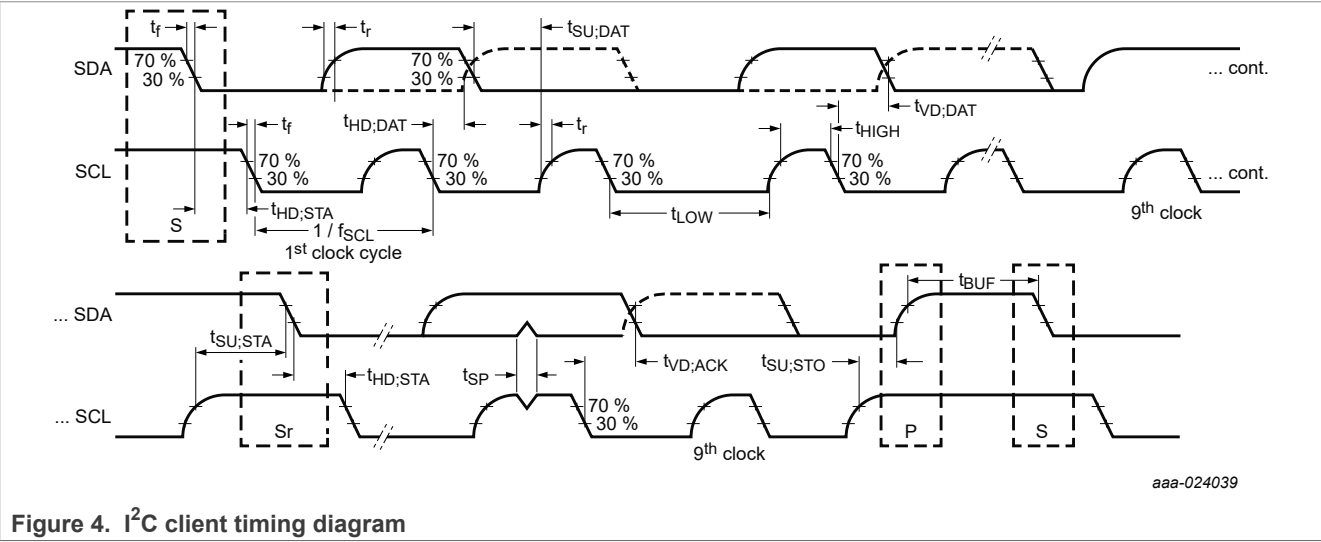 tf
tr
tSU;DAT
SDA
70 %
30 %
70 %
30 %
... cont.
tVD;DAT
tf
tHD;DAT
tr
tHIGH
SCL
70 %
30 %
70 %
30 %
70 %
30 %
70 %
30 %
... cont.
tHD;STA
S
1 / fSCL
1st clock cycle
tLOW
9th clock
tBUF
... SDA
tSU;STA
tHD;STA
tSP
tVD;ACK
tSU;STO
... SCL
70 %
30 %
Sr
9th clock
P
S
aaa-024039
Figure 4. I2C client timing diagram